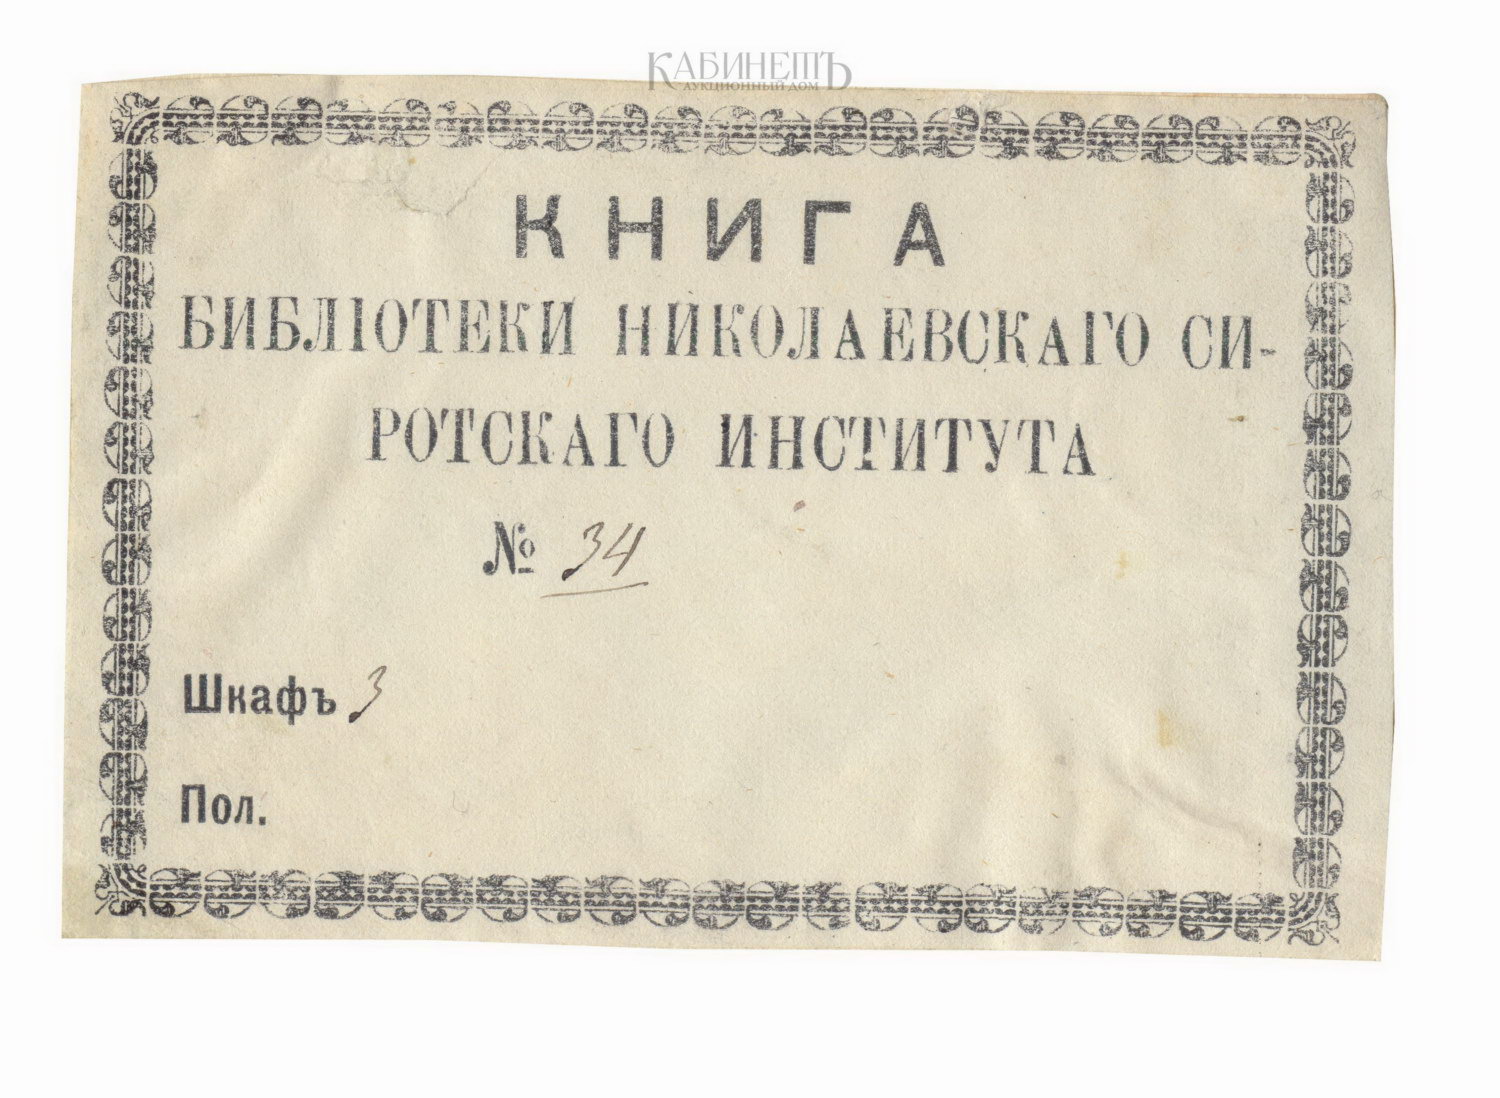 КАБИНЕТЪ
АУКЦИОННЫЙ ДОМ
КНИГА
БИБЛІОТЕКИ НИКОЛАЕВСКАГО СИ-
РОТСКАГО ИНСТИТУТА
№ 34
Шкафъ 3
Пол.